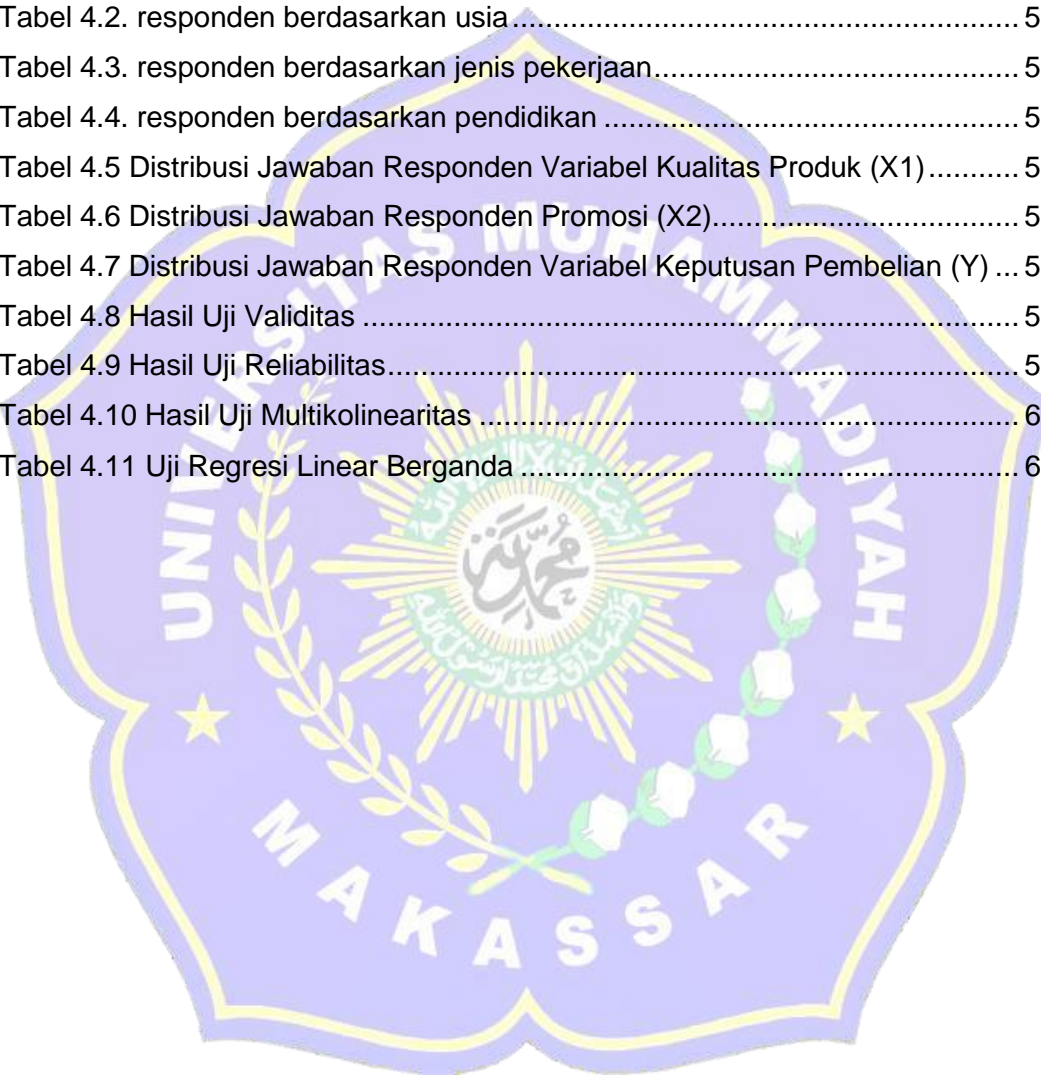 Tabel 4.2. responden berdasarkan usia ........................................................ 5
Tabel 4.3. responden berdasarkan jenis pekerjaan........................................ 5
Tabel 4.4. responden berdasarkan pendidikan .............................................. 5
Tabel 4.5 Distribusi Jawaban Responden Variabel Kualitas Produk (X1) ........... 5
Tabel 4.6 Distribusi Jawaban Responden Promosi (X2)................................. 5
Tabel 4.7 Distribusi Jawaban Responden Variabel Keputusan Pembelian (Y) ... 5
Tabel 4.8 Hasil Uji Validitas ......................................................................... 5
Tabel 4.9 Hasil Uji Reliabilitas...................................................................... 5
Tabel 4.10 Hasil Uji Multikolinearitas ........................................................... 6
Tabel 4.11 Uji Regresi Linear Berganda ...................................................... 6
UNIVERSITAS MUHAMMADIYAH
محمد
MAKASSAR